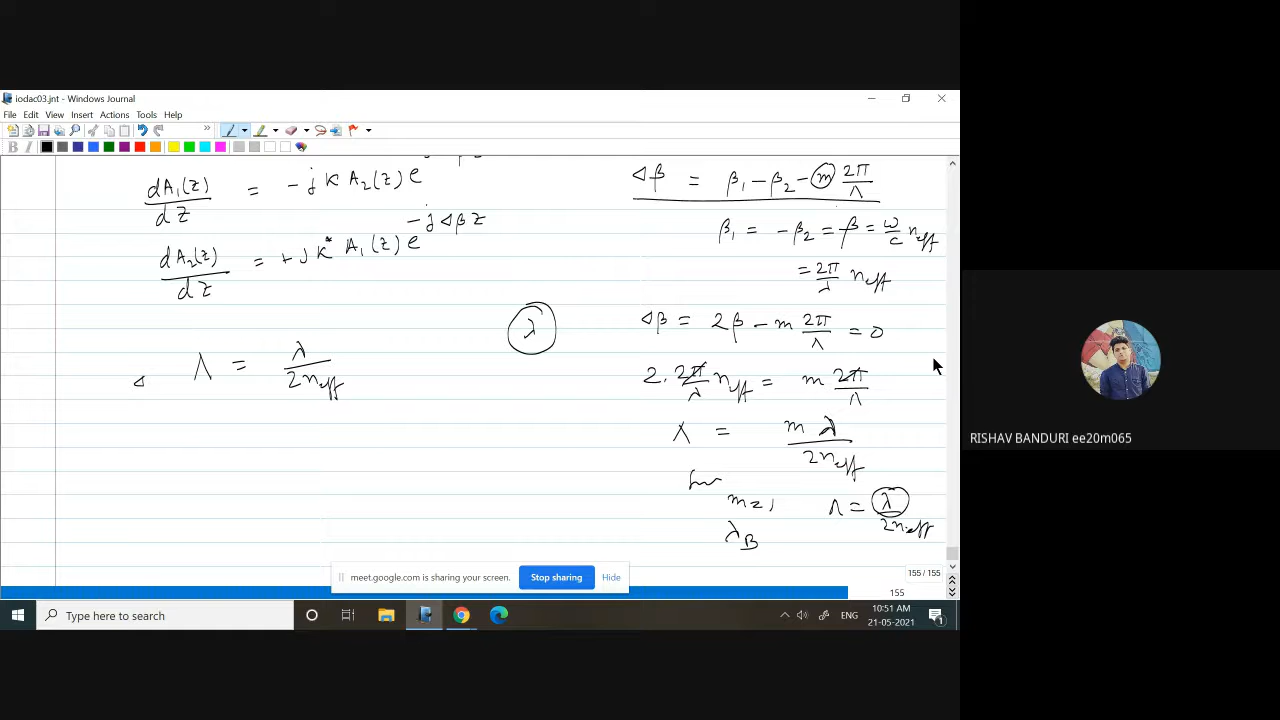 iodac03.jnt - Windows Journal
File Edit View Insert Actions Tools Help
dA₁(z)/dz = -jκ A₂(z) e
dA₂(z)/dz = +jκ* A₁(z) e^(-jΔβz)
Λ = λ/2n_eff
λ
Δβ = β₁ - β₂ - m 2π/Λ
β₁ = -β₂ = β = ω/c n_eff
= 2π/λ n_eff
Δβ = 2β - m 2π/Λ = 0
2. 2π/λ n_eff = m 2π/Λ
Λ = mλ/2n_eff
for
m=1 Λ = λ/2n_eff
λ_B
RISHAV BANDURI ee20m065
meet.google.com is sharing your screen. Stop sharing Hide
155 / 155
155
Type here to search
ENG
10:51 AM
21-05-2021